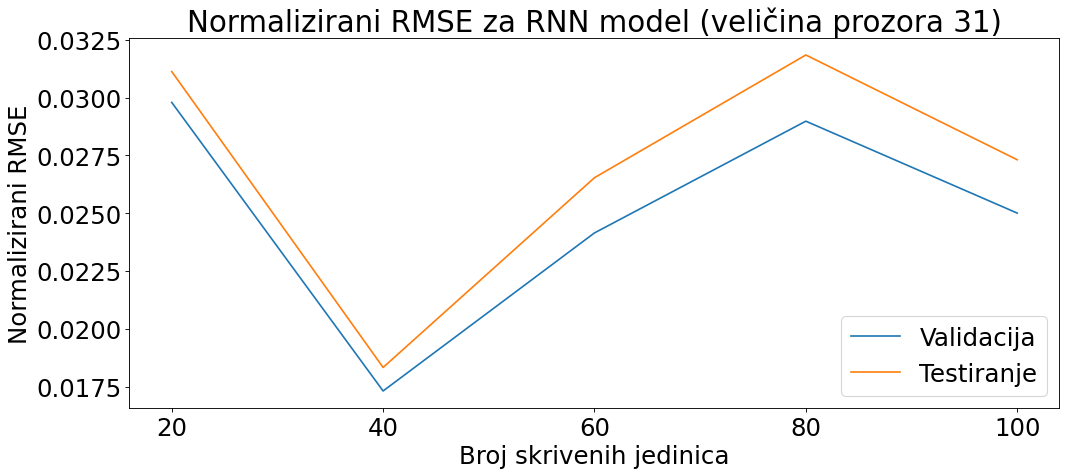 Normalizirani RMSE za RNN model (veličina prozora 31)
Normalizirani RMSE
0.0325
0.0300
0.0275
0.0250
0.0225
0.0200
0.0175
20 40 60 80 100
Broj skrivenih jedinica
Validacija
Testiranje